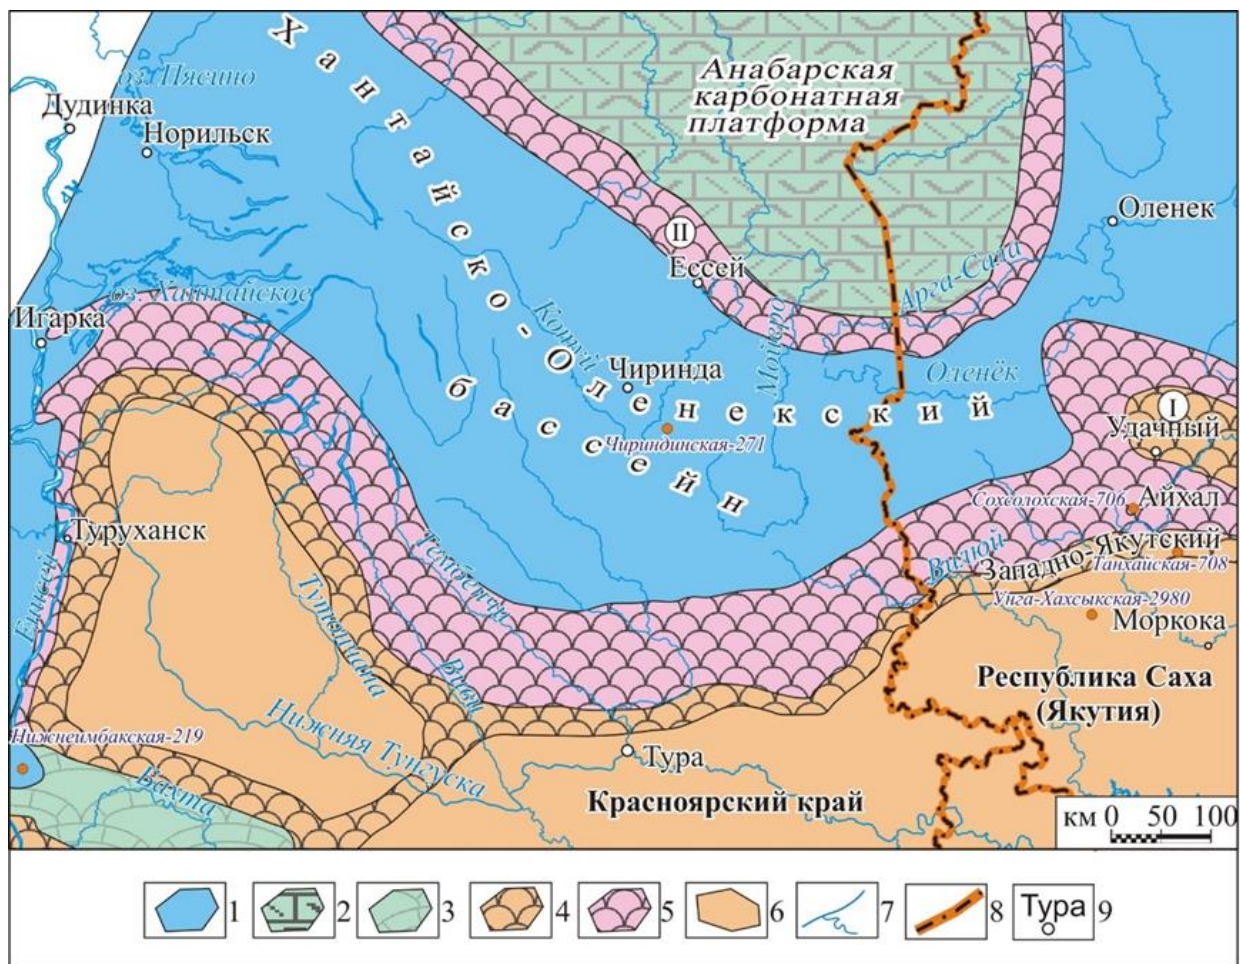 Хантайско-Оленекский
бассейн
Анабарская
карбонатная
платформа
оз. Пясино
Дудинка
Норильск
Оленек
II
Ессей
Арга-Сала
оз. Хантайское
Игарка
Котуй
Мойеро
Чиринда
Оленёк
Чириндинская-271
I
Удачный
Сохсолохская-706
Айхал
Туруханск
Енисей
Тембенчи
Вилюй
Западно-Якутский
Танхайская-708
Унга-Хахсыкская-2980
Моркока
Тутончана
Виви
Республика Саха
(Якутия)
Нижнеимбакская-219
Нижняя Тунгуска
Тура
Бахта
Красноярский край
км 0 50 100
1 2 3 4 5 6 7 8 Тура 9